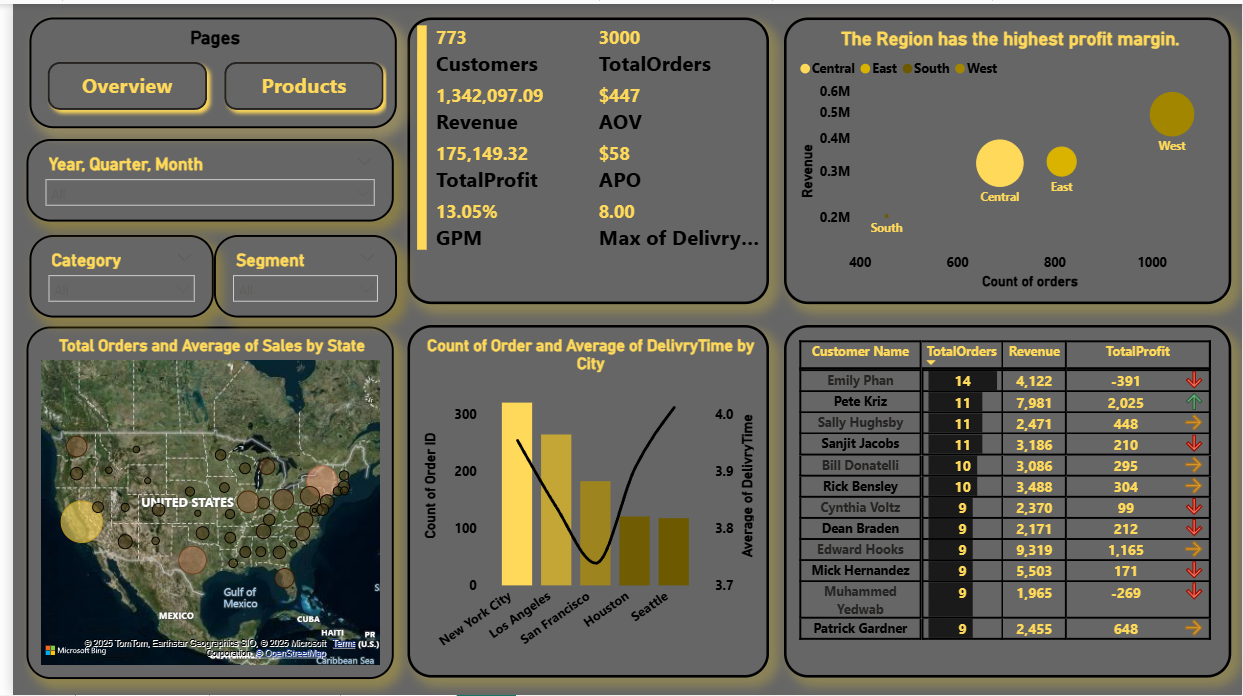 Pages
Overview
Products
Year, Quarter, Month
All
Category
Segment
All
All
773
3000
Customers
TotalOrders
1,342,097.09
$447
Revenue
AOV
175,149.32
$58
TotalProfit
APO
13.05%
8.00
GPM
Max of Delivry...
The Region has the highest profit margin.
Central East South West
0.6M
0.5M
0.4M
0.3M
0.2M
Revenue
West
East
Central
South
400 600 800 1000
Count of orders
Total Orders and Average of Sales by State
UNITED STATES
Gulf of
Mexico
MEXICO
CUBA
HAITI
PR
(U.S.)
S
Caribbean Sea
Microsoft Bing
© 2025 TomTom, Earthstar Geographics SIO, © 2025 Microsoft
Corporation, © OpenStreetMap
Terms
Count of Order and Average of DelivryTime by
City
Count of Order ID
300
200
100
0
4.0
3.9
3.8
3.7
Average of DelivryTime
New York City
Los Angeles
San Francisco
Houston
Seattle
Customer Name TotalOrders Revenue TotalProfit
Emily Phan 14 4,122 -391
Pete Kriz 11 7,981 2,025
Sally Hughsby 11 2,471 448
Sanjit Jacobs 11 3,186 210
Bill Donatelli 10 3,086 295
Rick Bensley 10 3,488 304
Cynthia Voltz 9 2,370 99
Dean Braden 9 2,171 212
Edward Hooks 9 9,319 1,165
Mick Hernandez 9 5,503 171
Muhammed 9 1,965 -269
Yedwab
Patrick Gardner 9 2,455 648